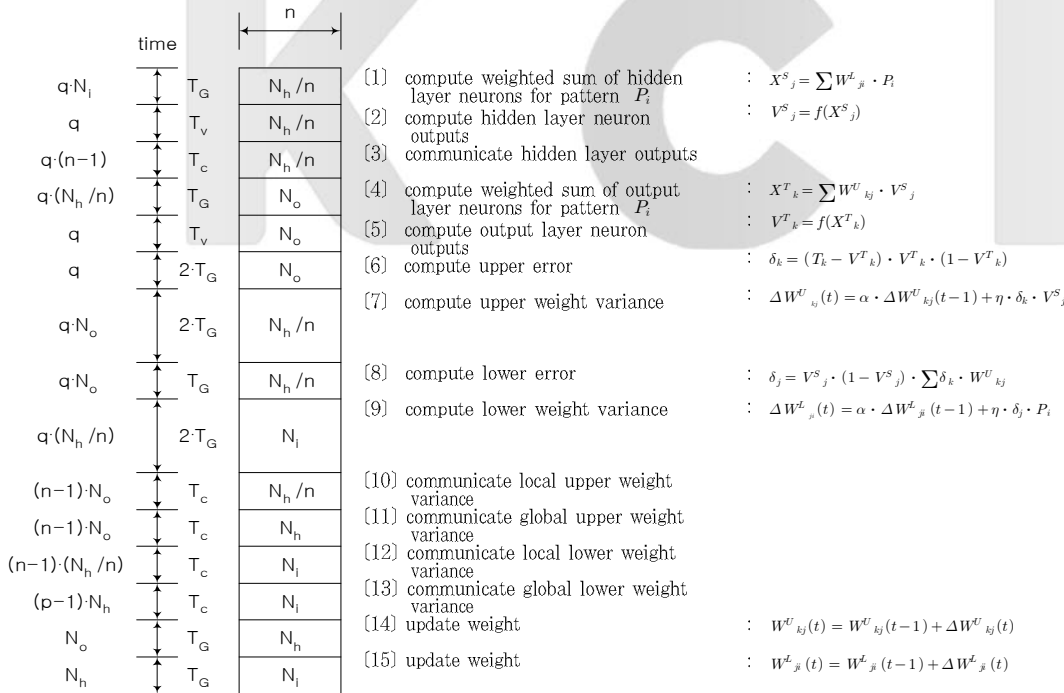 n
time
q·N_i T_G N_h/n [1] compute weighted sum of hidden layer neurons for pattern P_i : X^S_j = ∑ W^L_ji · P_i
q T_v N_h/n [2] compute hidden layer neuron outputs : V^S_j = f(X^S_j)
q·(n-1) T_c N_h/n [3] communicate hidden layer outputs
q·(N_h/n) T_G N_o [4] compute weighted sum of output layer neurons for pattern P_i : X^T_k = ∑ W^U_kj · V^S_j
q T_v N_o [5] compute output layer neuron outputs : V^T_k = f(X^T_k)
q 2·T_G N_o [6] compute upper error : δ_k = (T_k − V^T_k) · V^T_k · (1 − V^T_k)
q·N_o 2·T_G N_h/n [7] compute upper weight variance : ΔW^U_kj(t) = α · ΔW^U_kj(t−1) + η · δ_k · V^S_j
q·N_o T_G N_h/n [8] compute lower error : δ_j = V^S_j · (1 − V^S_j) · ∑ δ_k · W^U_kj
q·(N_h/n) 2·T_G N_i [9] compute lower weight variance : ΔW^L_ji(t) = α · ΔW^L_ji(t−1) + η · δ_j · P_i
(n-1)·N_o T_c N_h/n [10] communicate local upper weight variance
(n-1)·N_o T_c N_h [11] communicate global upper weight variance
(n-1)·(N_h/n) T_c N_i [12] communicate local lower weight variance
(p-1)·N_h T_c N_i [13] communicate global lower weight variance
N_o T_G N_h [14] update weight : W^U_kj(t) = W^U_kj(t−1) + ΔW^U_kj(t)
N_h T_G N_i [15] update weight : W^L_ji(t) = W^L_ji(t−1) + ΔW^L_ji(t)